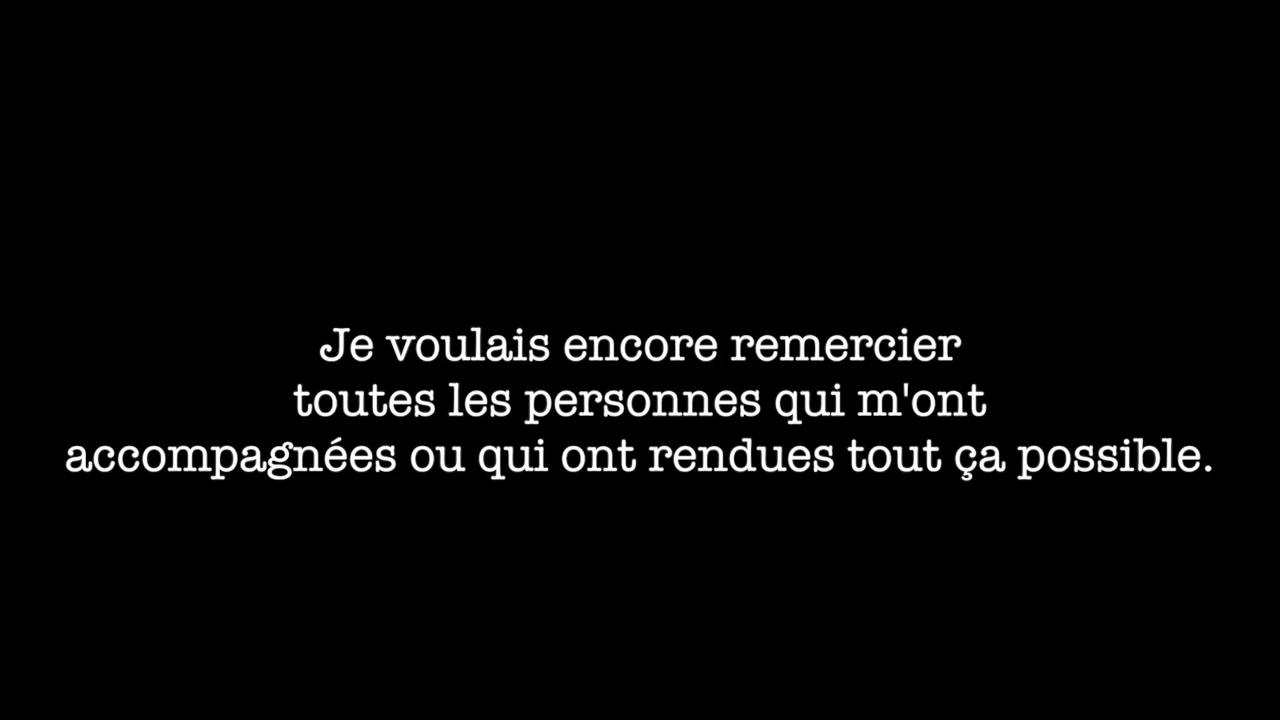 Je voulais encore remercier
toutes les personnes qui m'ont
accompagnées ou qui ont rendues tout ça possible.